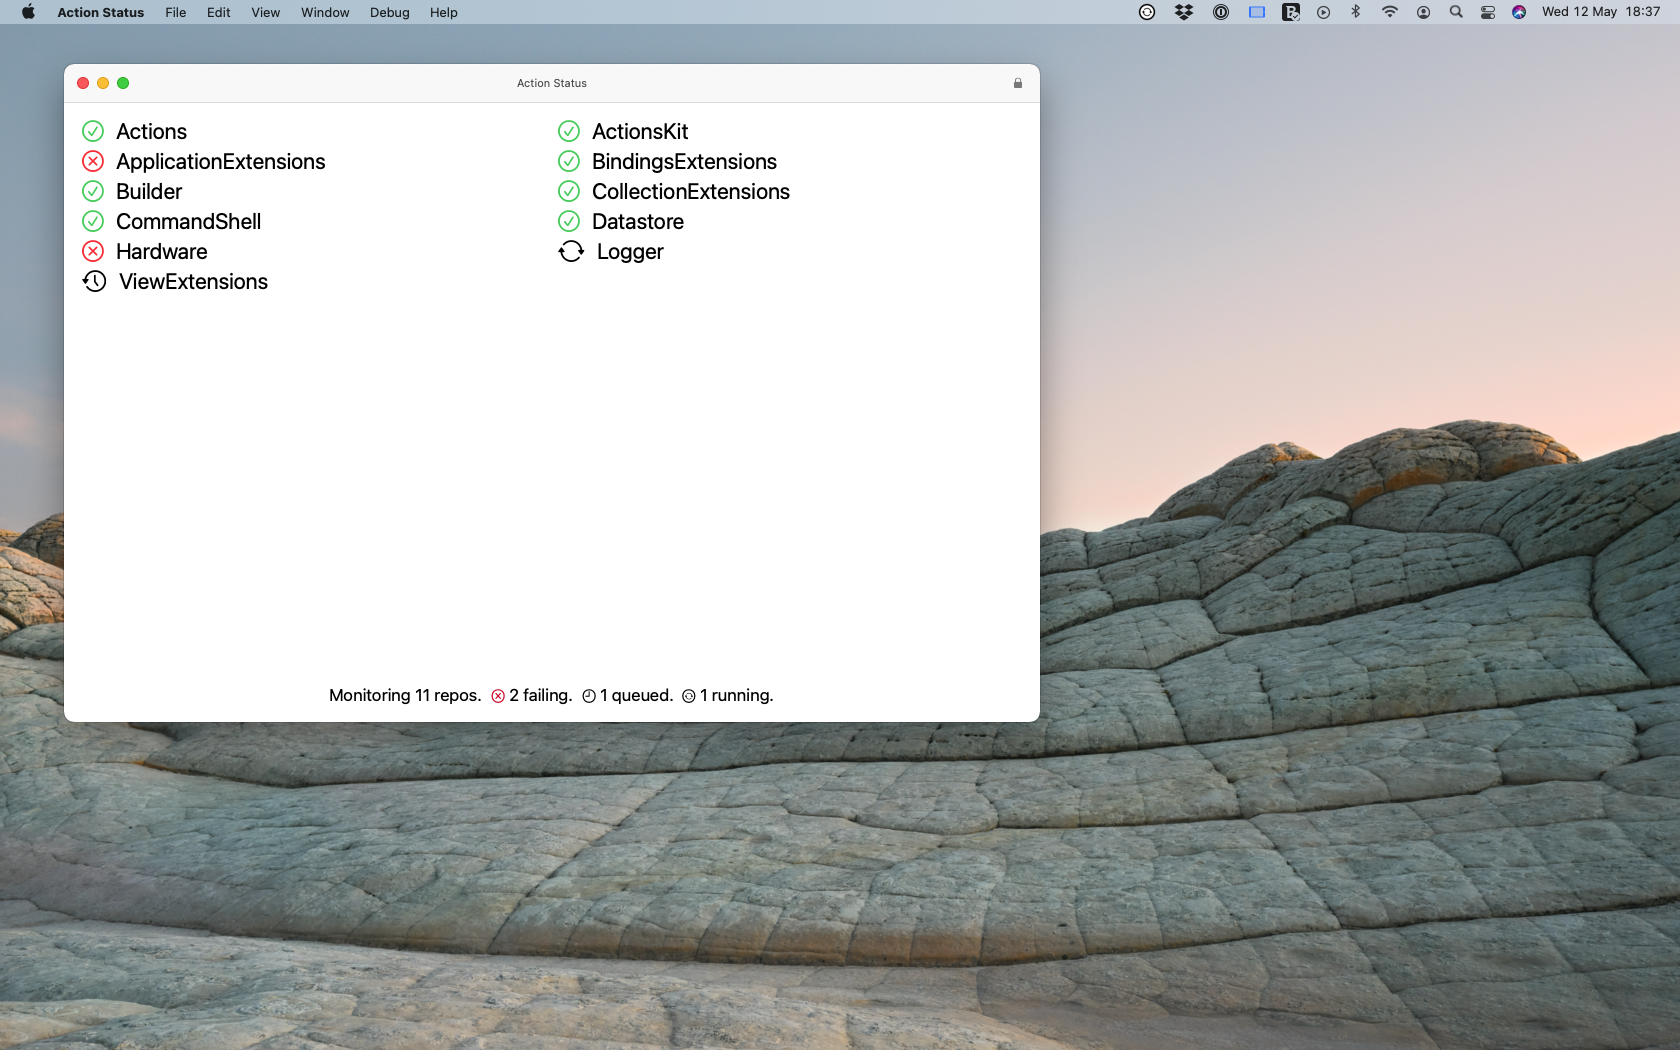 Action Status File Edit View Window Debug Help Wed 12 May 18:37
Action Status
Actions ActionsKit
ApplicationExtensions BindingsExtensions
Builder CollectionExtensions
CommandShell Datastore
Hardware Logger
ViewExtensions
Monitoring 11 repos. 2 failing. 1 queued. 1 running.